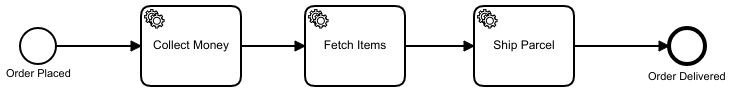 Collect Money
Fetch Items
Ship Parcel
Order Placed
Order Delivered